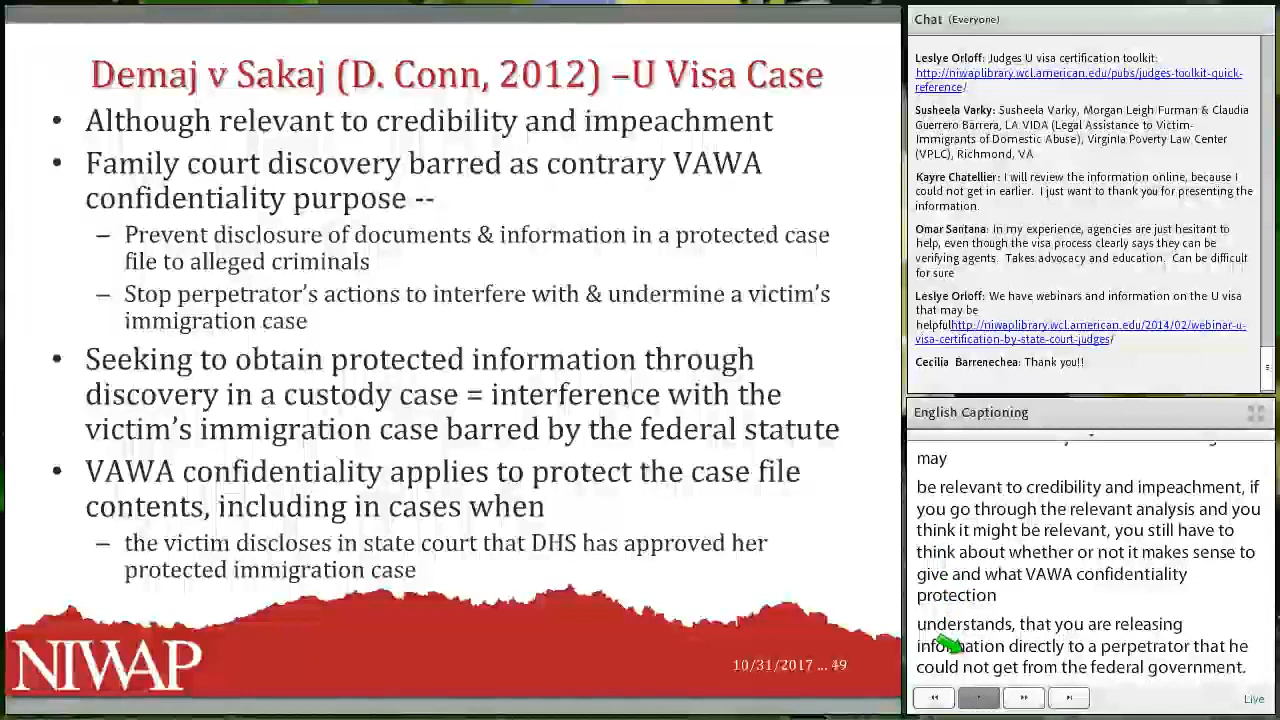 Demaj v Sakaj (D. Conn, 2012) –U Visa Case
• Although relevant to credibility and impeachment
• Family court discovery barred as contrary VAWA
confidentiality purpose --
– Prevent disclosure of documents & information in a protected case
file to alleged criminals
– Stop perpetrator's actions to interfere with & undermine a victim's
immigration case
• Seeking to obtain protected information through
discovery in a custody case = interference with the
victim's immigration case barred by the federal statute
• VAWA confidentiality applies to protect the case file
contents, including in cases when
– the victim discloses in state court that DHS has approved her
protected immigration case
NIWAP
10/31/2017 ... 49
Chat (Everyone)
Leslye Orloff: Judges U visa certification toolkit:
http://niwaplibrary.wcl.american.edu/pubs/judges-toolkit-quick-
reference/
Susheela Varky: Susheela Varky, Morgan Leigh Furman & Claudia
Guerrero Barrera, LA VIDA (Legal Assistance to Victim-
Immigrants of Domestic Abuse), Virginia Poverty Law Center
(VPLC), Richmond, VA
Kayre Chatellier: I will review the information online, because I
could not get in earlier. I just want to thank you for presenting the
information.
Omar Santana: in my experience, agencies are just hesitant to
help, even though the visa process clearly says they can be
verifying agents. Takes advocacy and education. Can be difficult
for sure
Leslye Orloff: We have webinars and information on the U visa
that may be
helpfulhttp://niwaplibrary.wcl.american.edu/2014/02/webinar-u-
visa-certification-by-state-court-judges/
Cecilia Barrenechea: Thank you!!
English Captioning
may
be relevant to credibility and impeachment, if
you go through the relevant analysis and you
think it might be relevant, you still have to
think about whether or not it makes sense to
give and what VAWA confidentiality
protection
understands, that you are releasing
information directly to a perpetrator that he
could not get from the federal government.
Live